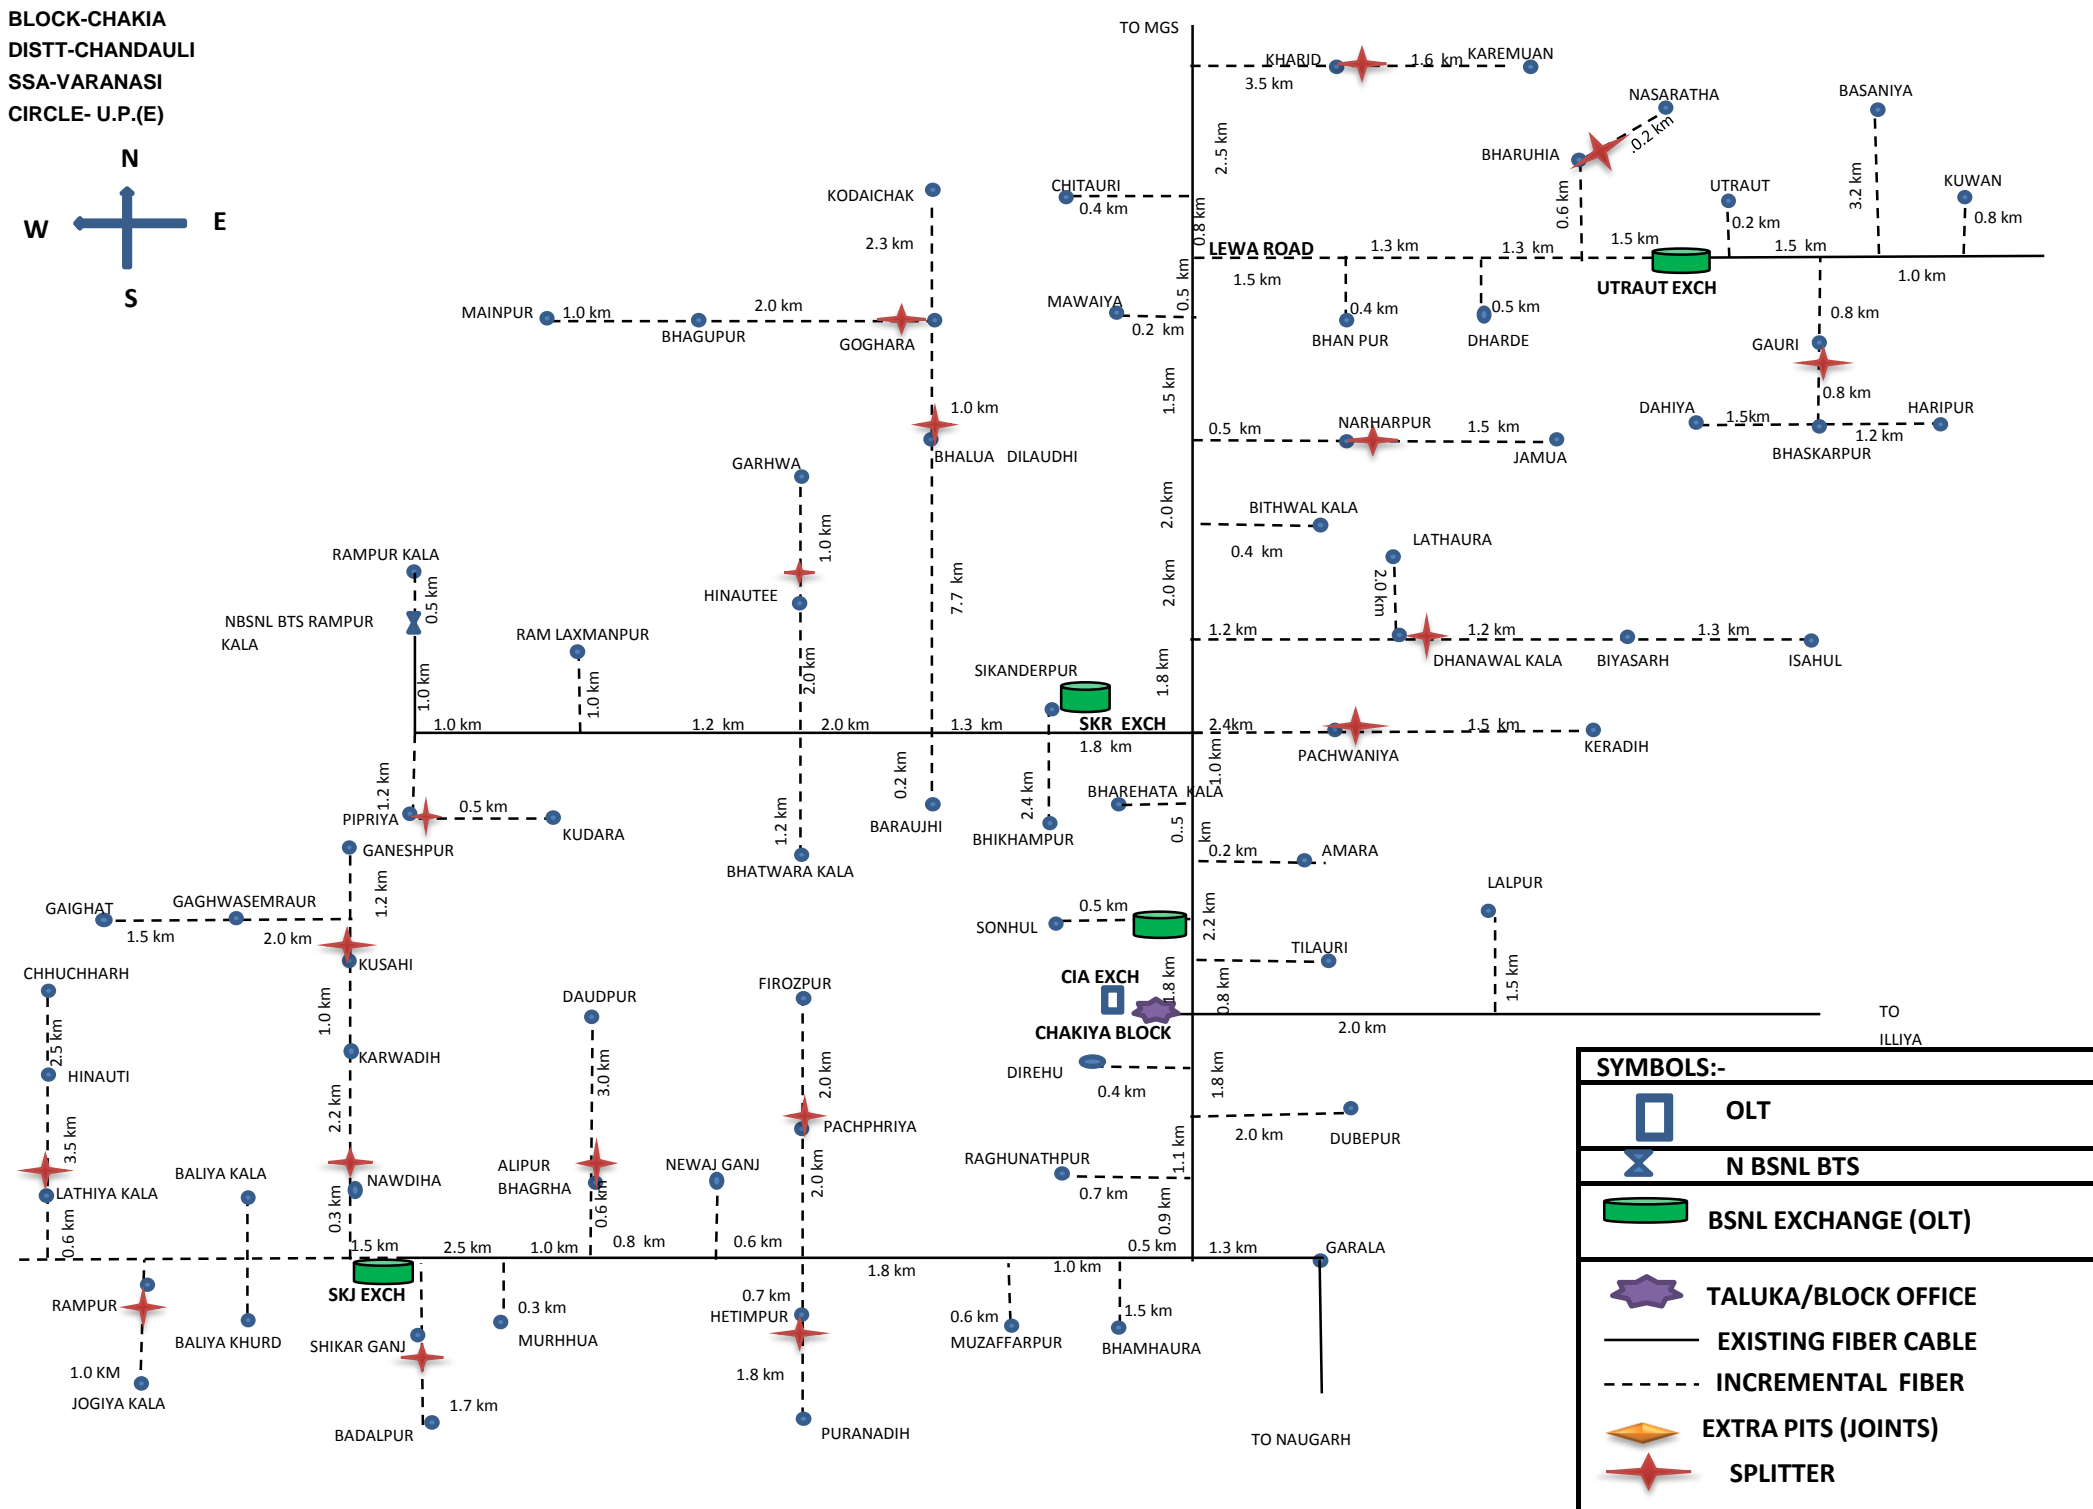 BLOCK-CHAKIA
DISTT-CHANDAULI
SSA-VARANASI
CIRCLE- U.P.(E)
N
W
E
S
TO MGS
KHARID
1.6 km
KAREMUAN
3.5 km
NASARATHA
.0.2 km
BASANIYA
2..5 km
BHARUHIA
0.6 km
UTRAUT
0.2 km
3.2 km
KUWAN
0.8 km
KODAICHAK
2.3 km
CHITAURI
0.4 km
0.8 km
LEWA ROAD
1.3 km
1.3 km
1.5 km
1.5 km
1.5 km
1.0 km
UTRAUT EXCH
0.5 km
MAWAIYA
0.2 km
0.4 km
BHAN PUR
0.5 km
DHARDE
0.8 km
GAURI
0.8 km
MAINPUR
1.0 km
BHAGUPUR
2.0 km
GOGHARA
1.5 km
1.0 km
BHALUA DILAUDHI
0.5 km
NARHARPUR
1.5 km
JAMUA
DAHIYA
1.5km
HARIPUR
1.2 km
BHASKARPUR
GARHWA
1.0 km
2.0 km
BITHWAL KALA
0.4 km
LATHAURA
2.0 km
RAMPUR KALA
0.5 km
NBSNL BTS RAMPUR
KALA
HINAUTEE
7.7 km
2.0 km
RAM LAXMANPUR
1.0 km
2.0 km
SIKANDERPUR
1.8 km
1.2 km
1.2 km
1.3 km
DHANAWAL KALA
BIYASARH
ISAHUL
1.0 km
1.0 km
1.2 km
2.0 km
1.3 km
SKR EXCH
1.8 km
2.4km
1.5 km
PACHWANIYA
KERADIH
1.0 km
1.2 km
0.5 km
PIPRIYA
KUDARA
1.2 km
BHATWARA KALA
0.2 km
BARAUJHI
2.4 km
BHIKHAMPUR
BHAREHATA KALA
0..5 km
0.2 km
AMARA
GANESHPUR
1.2 km
GAIGHAT
GAGHWASEMRAUR
1.5 km
2.0 km
KUSAHI
SONHUL
0.5 km
2.2 km
CIA EXCH
LALPUR
1.5 km
TILAURI
0.8 km
1.8 km
CHAKIYA BLOCK
2.0 km
TO
ILLIYA
CHHUCHHARH
2.5 km
HINAUTI
3.5 km
LATHIYA KALA
0.6 km
1.0 km
KARWADIH
2.2 km
NAWDIHA
0.3 km
DAUDPUR
3.0 km
ALIPUR
BHAGRHA
0.6 km
FIROZPUR
2.0 km
PACHPHRIYA
2.0 km
NEWAJ GANJ
DIREHU
0.4 km
1.8 km
2.0 km
DUBEPUR
RAGHUNATHPUR
0.7 km
1.1 km
0.9 km
BALIYA KALA
1.5 km
2.5 km
1.0 km
0.8 km
0.6 km
1.8 km
1.0 km
0.5 km
1.3 km
GARALA
SKJ EXCH
RAMPUR
1.0 KM
JOGIYA KALA
BALIYA KHURD
SHIKAR GANJ
1.7 km
BADALPUR
0.3 km
MURHHUA
0.7 km
HETIMPUR
1.8 km
PURANADIH
0.6 km
MUZAFFARPUR
1.5 km
BHAMHAURA
TO NAUGARH
SYMBOLS:-
OLT
N BSNL BTS
BSNL EXCHANGE (OLT)
TALUKA/BLOCK OFFICE
EXISTING FIBER CABLE
INCREMENTAL FIBER
EXTRA PITS (JOINTS)
SPLITTER